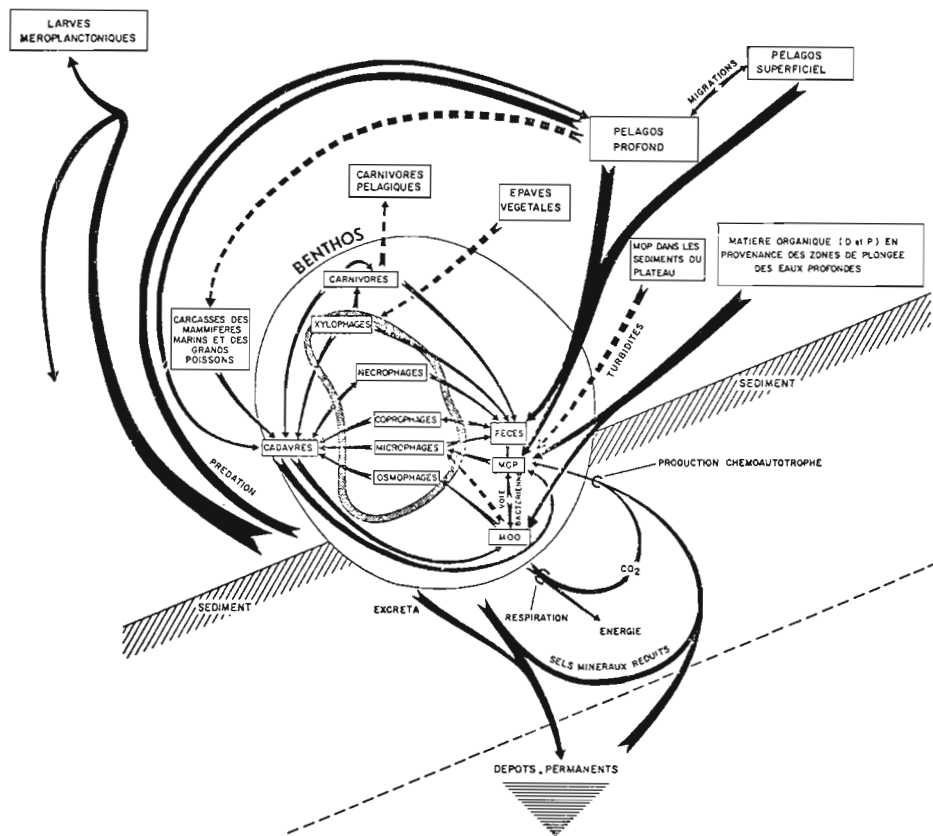 LARVES
MEROPLANCTONIQUES
PELAGOS
SUPERFICIEL
MIGRATIONS
PELAGOS
PROFOND
CARNIVORES
PELAGIQUES
EPAVES
VEGETALES
MOP DANS LES
SEDIMENTS DU
PLATEAU
MATIÈRE ORGANIQUE (D et P) EN
PROVENANCE DES ZONES DE PLONGÉE
DES EAUX PROFONDES
BENTHOS
CARNIVORES
CARCASSES DES
MAMMIFERES
MARINS ET DES
GRANDS
POISSONS
XYLOPHAGES
TURBIDITES
SEDIMENT
NECROPHAGES
COPROPHAGES
FECES
CADAVRES
MICROPHAGES
MOP
PRODUCTION CHEMOAUTOTROPHE
OSMOPHAGES
PREDATION
VOIE
BACTERIENNE
MOD
CO2
SEDIMENT
EXCRETA
RESPIRATION
ENERGIE
SELS MINERAUX REDUITS
DEPOTS PERMANENTS